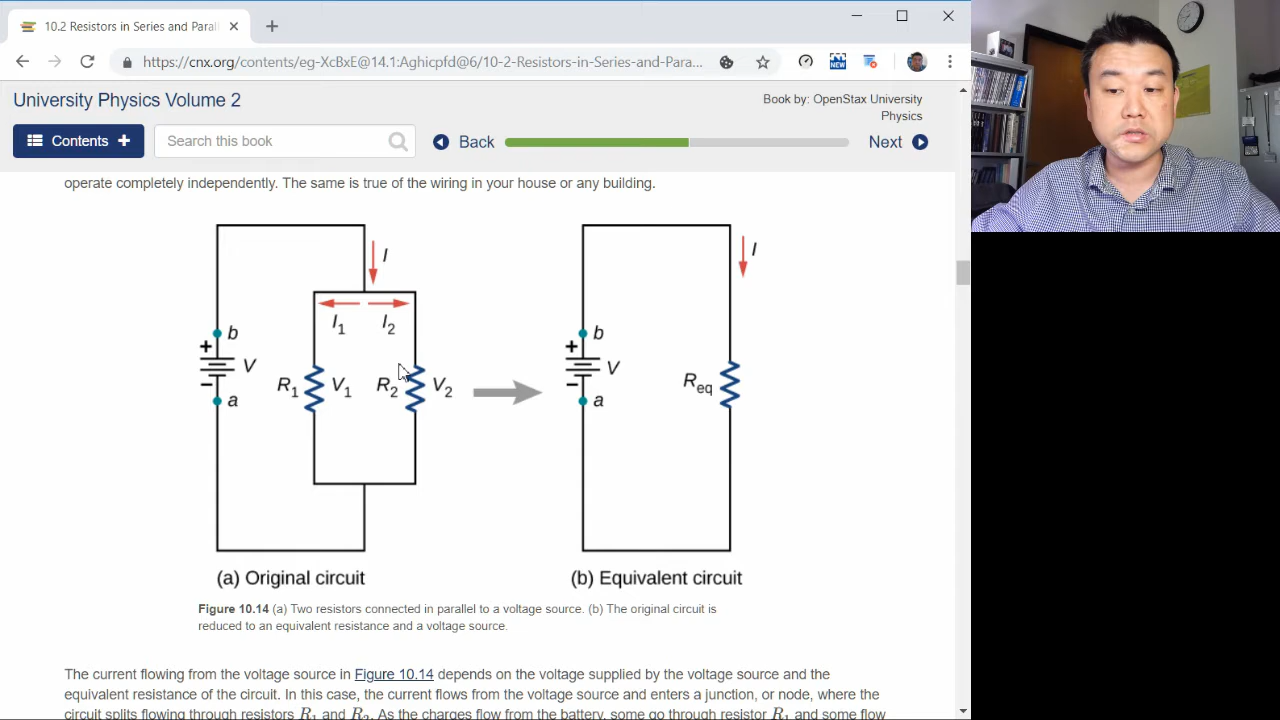 10.2 Resistors in Series and Paral
https://cnx.org/contents/eg-XcBxE@14.1:Aghicpfd@6/10-2-Resistors-in-Series-and-Para...
NEW
University Physics Volume 2
Book by: OpenStax University
Physics
Contents +
Search this book
Back
Next
operate completely independently. The same is true of the wiring in your house or any building.
I
I1 I2
b
+
V
−
a
R1 V1 R2 V2
I
b
+
V
−
a
Req
(a) Original circuit
(b) Equivalent circuit
Figure 10.14 (a) Two resistors connected in parallel to a voltage source. (b) The original circuit is
reduced to an equivalent resistance and a voltage source.
The current flowing from the voltage source in Figure 10.14 depends on the voltage supplied by the voltage source and the
equivalent resistance of the circuit. In this case, the current flows from the voltage source and enters a junction, or node, where the
circuit splits flowing through resistors R1 and R2. As the charges flow from the battery, some go through resistor R1 and some flow